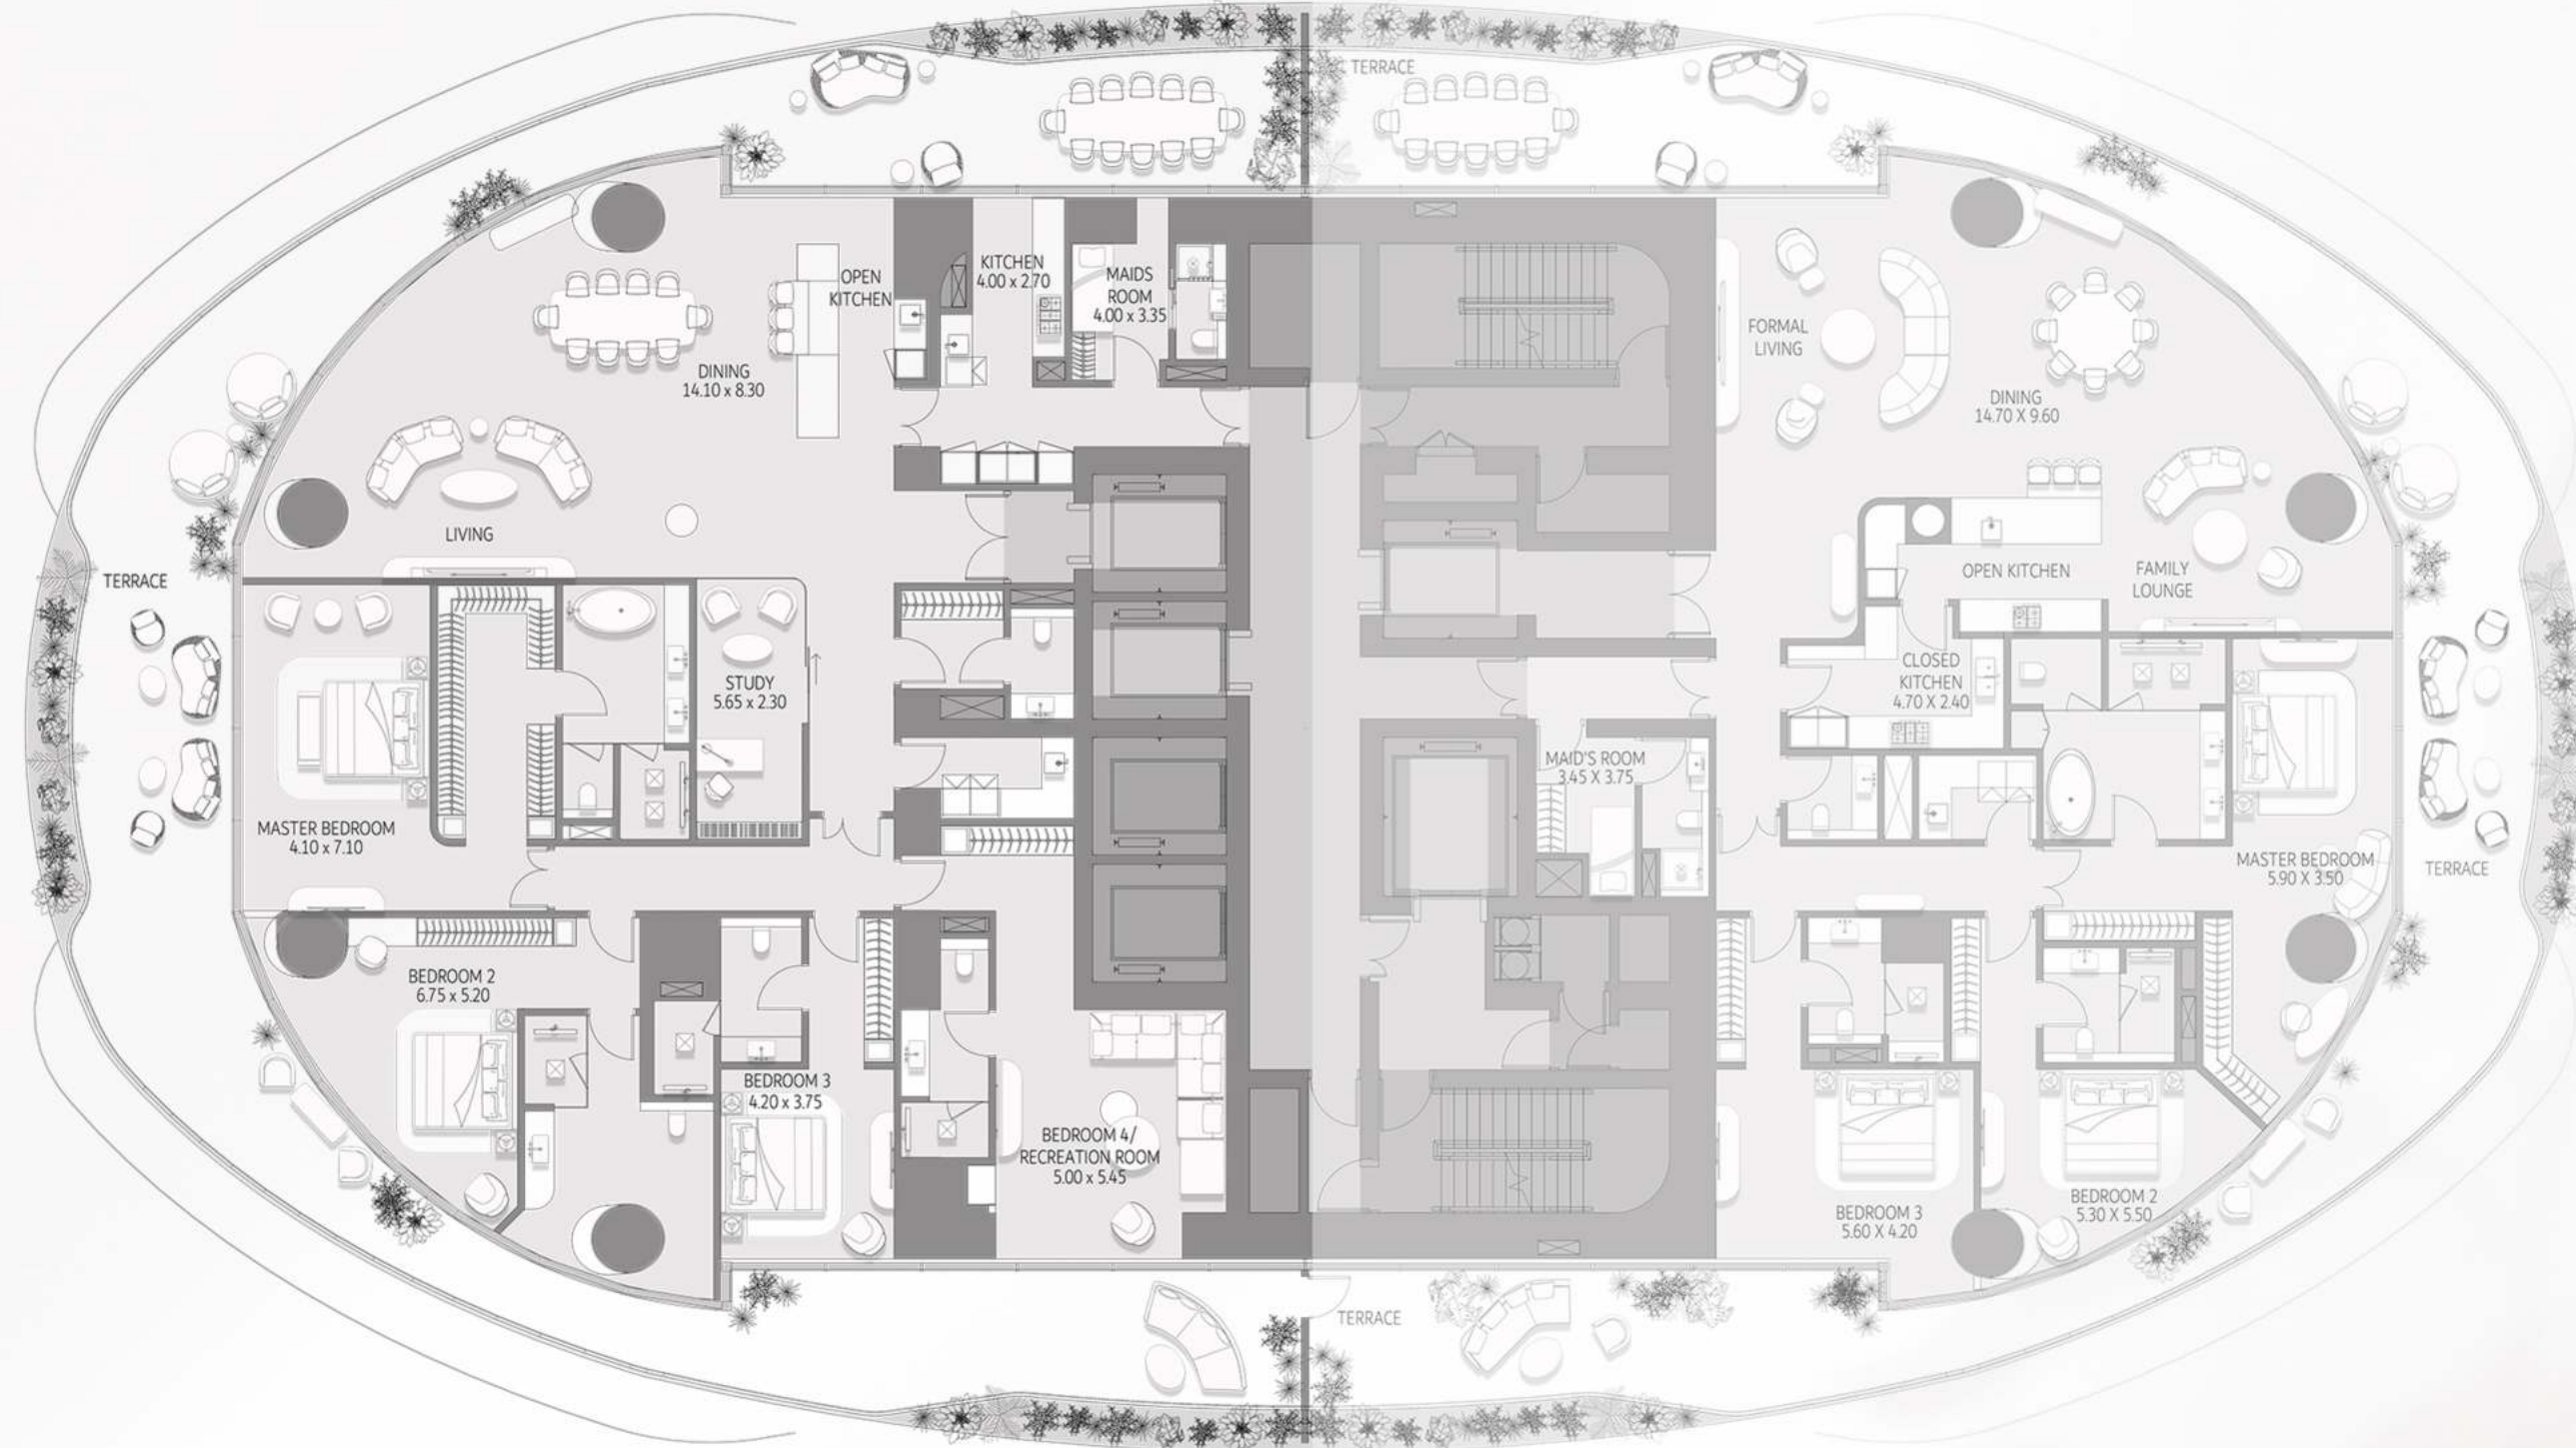 TERRACE
OPEN
KITCHEN
KITCHEN
4.00 x 2.70
MAIDS
ROOM
4.00 x 3.35
DINING
14.10 x 8.30
LIVING
TERRACE
STUDY
5.65 x 2.30
MASTER BEDROOM
4.10 x 7.10
BEDROOM 2
6.75 x 5.20
BEDROOM 3
4.20 x 3.75
BEDROOM 4/
RECREATION ROOM
5.00 x 5.45
FORMAL
LIVING
DINING
14.70 X 9.60
OPEN KITCHEN
FAMILY
LOUNGE
CLOSED
KITCHEN
4.70 X 2.40
MAID'S ROOM
3.45 X 3.75
MASTER BEDROOM
5.90 X 3.50
TERRACE
BEDROOM 3
5.60 X 4.20
BEDROOM 2
5.30 X 5.50
TERRACE